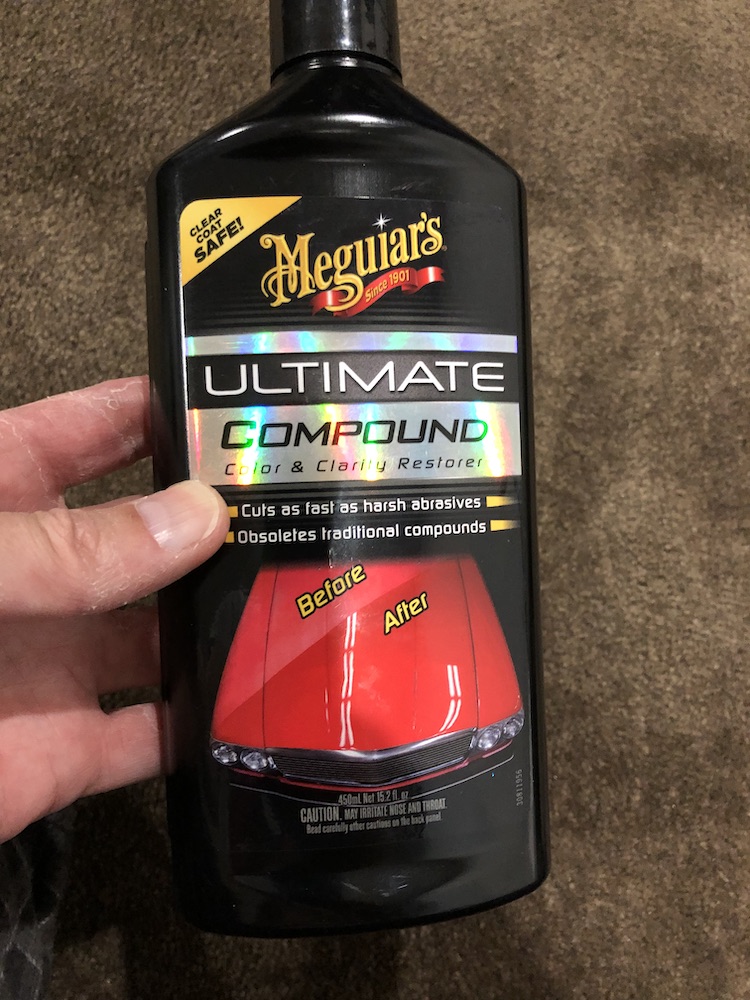 CLEAR
COAT
SAFE!
Meguiar's
Since 1901
ULTIMATE
COMPOUND
Color & Clarity Restorer
Cuts as fast as harsh abrasives
Obsoletes traditional compounds
Before
After
450mL Net 15.2 fl. oz
CAUTION. MAY IRRITATE NOSE AND THROAT.
Read carefully other cautions on the back panel.